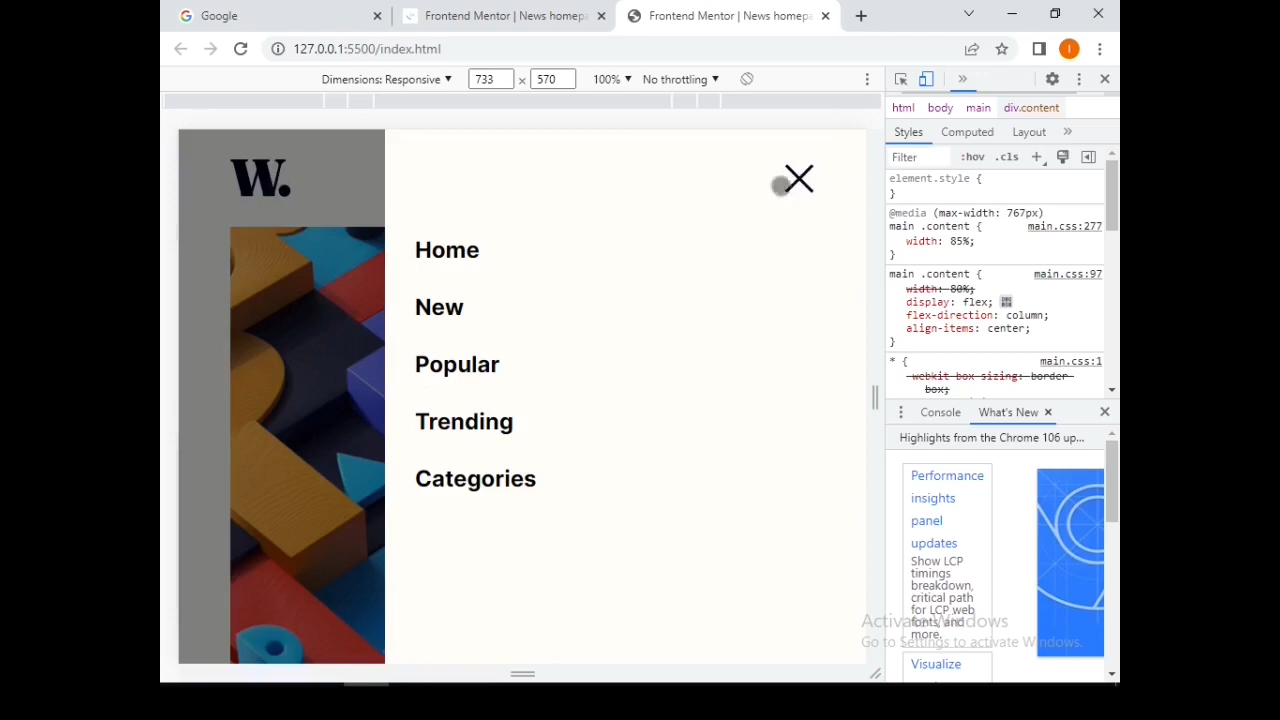 Google
Frontend Mentor | News homepa
Frontend Mentor | News homepa
127.0.0.1:5500/index.html
I
Dimensions: Responsive 733 x 570 100% No throttling
html body main div.content
Styles Computed Layout
Filter :hov .cls
element.style {
}
@media (max-width: 767px)
main .content { main.css:277
width: 85%;
}
main .content { main.css:97
width: 80%;
display: flex;
flex-direction: column;
align-items: center;
}
* { main.css:1
-webkit-box-sizing: border-
box;
Console What's New
Highlights from the Chrome 106 up...
Performance
insights
panel
updates
Show LCP
timings
breakdown,
critical path
for LCP web
fonts, and
more.
Visualize
W.
Home
New
Popular
Trending
Categories
Activate Windows
Go to Settings to activate Windows.